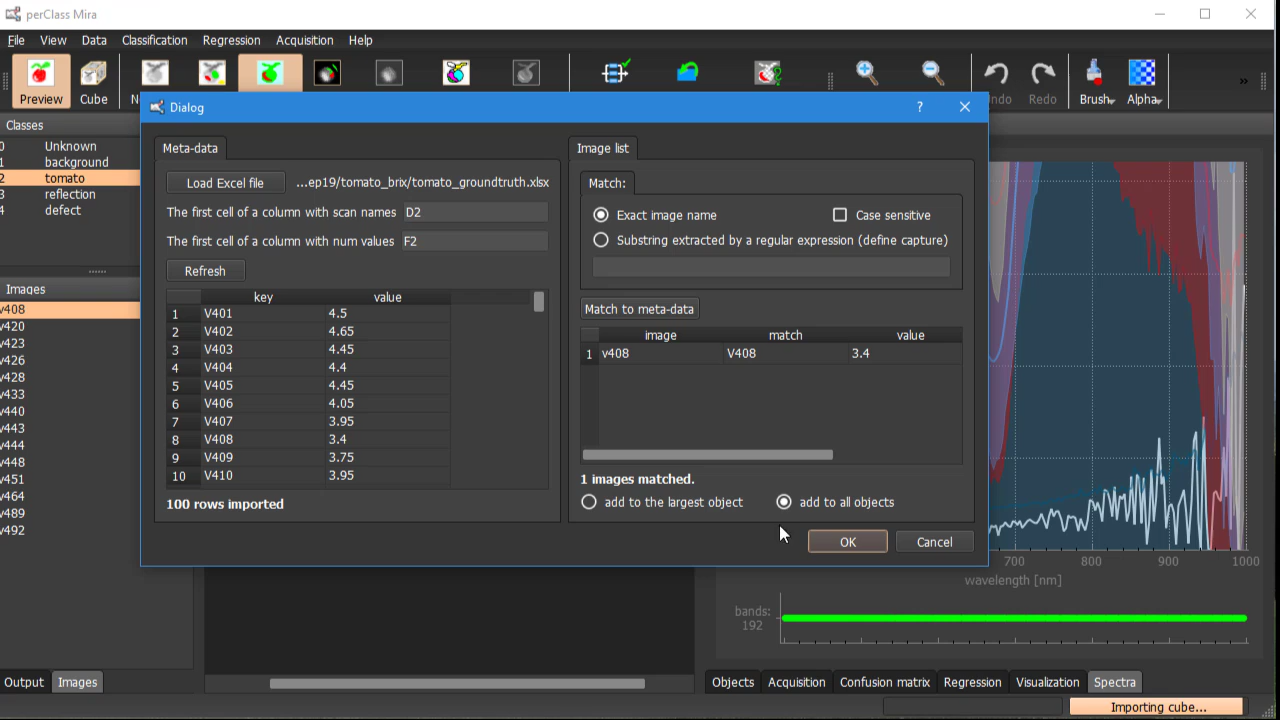 perClass Mira
File View Data Classification Regression Acquisition Help
Preview Cube
Redo Brush Alpha
Classes
0 Unknown
1 background
2 tomato
3 reflection
4 defect
Images
v408
v420
v423
v426
v428
v433
v440
v443
v444
v448
v451
v464
v489
v492
Output Images
Dialog
Meta-data
Load Excel file ...ep19/tomato_brix/tomato_groundtruth.xlsx
The first cell of a column with scan names D2
The first cell of a column with num values F2
Refresh
key value
1 V401 4.5
2 V402 4.65
3 V403 4.45
4 V404 4.4
5 V405 4.45
6 V406 4.05
7 V407 3.95
8 V408 3.4
9 V409 3.75
10 V410 3.95
100 rows imported
Image list
Match:
Exact image name Case sensitive
Substring extracted by a regular expression (define capture)
Match to meta-data
image match value
1 v408 V408 3.4
1 images matched.
add to the largest object add to all objects
OK Cancel
700 800 900 1000
wavelength [nm]
bands:
192
Objects Acquisition Confusion matrix Regression Visualization Spectra
Importing cube...